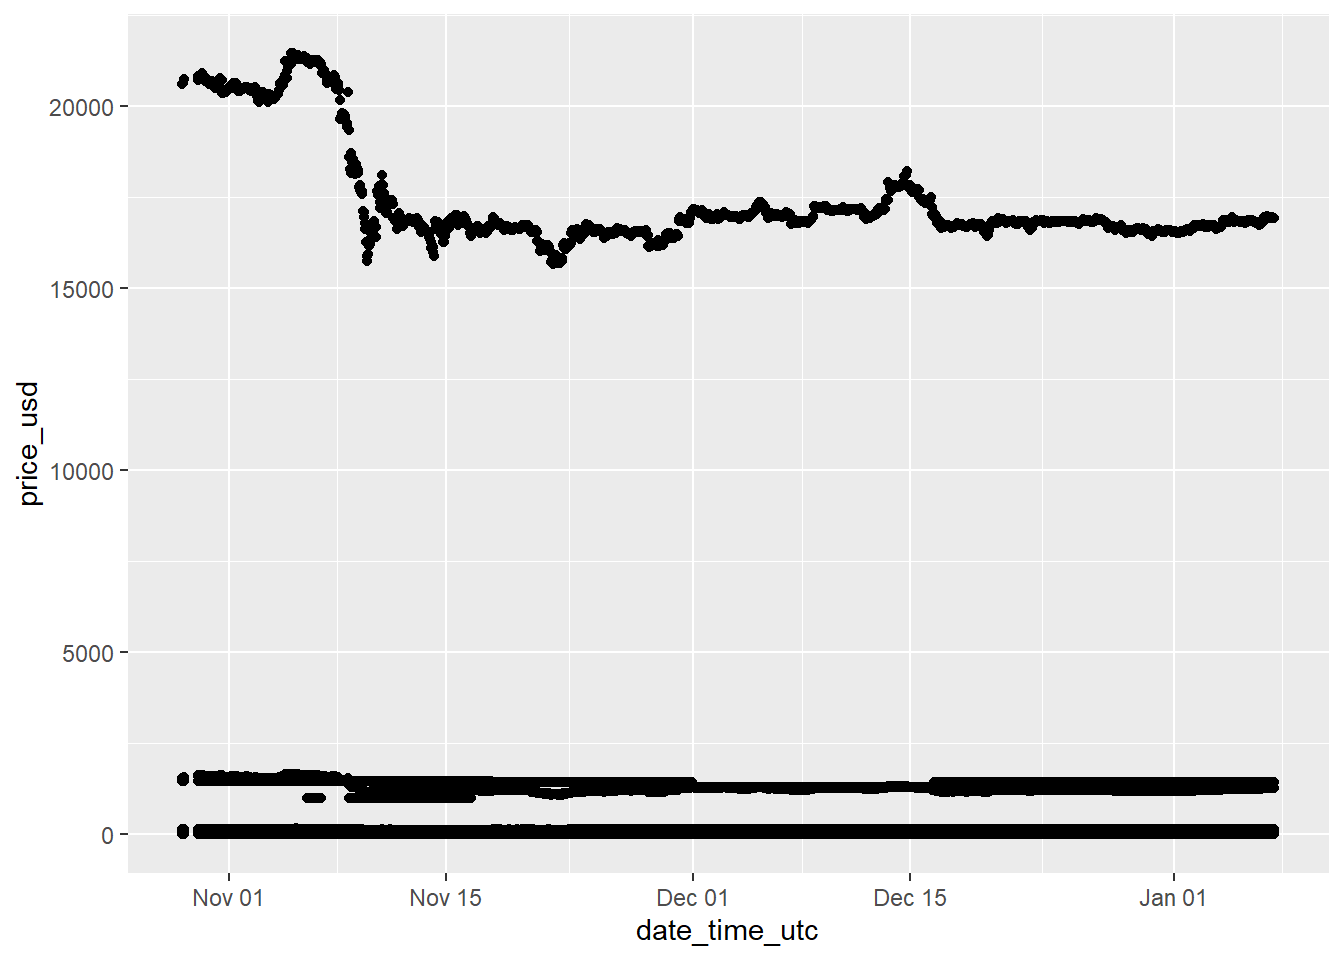 20000
15000
10000
5000
0
price_usd
Nov 01
Nov 15
Dec 01
Dec 15
Jan 01
date_time_utc